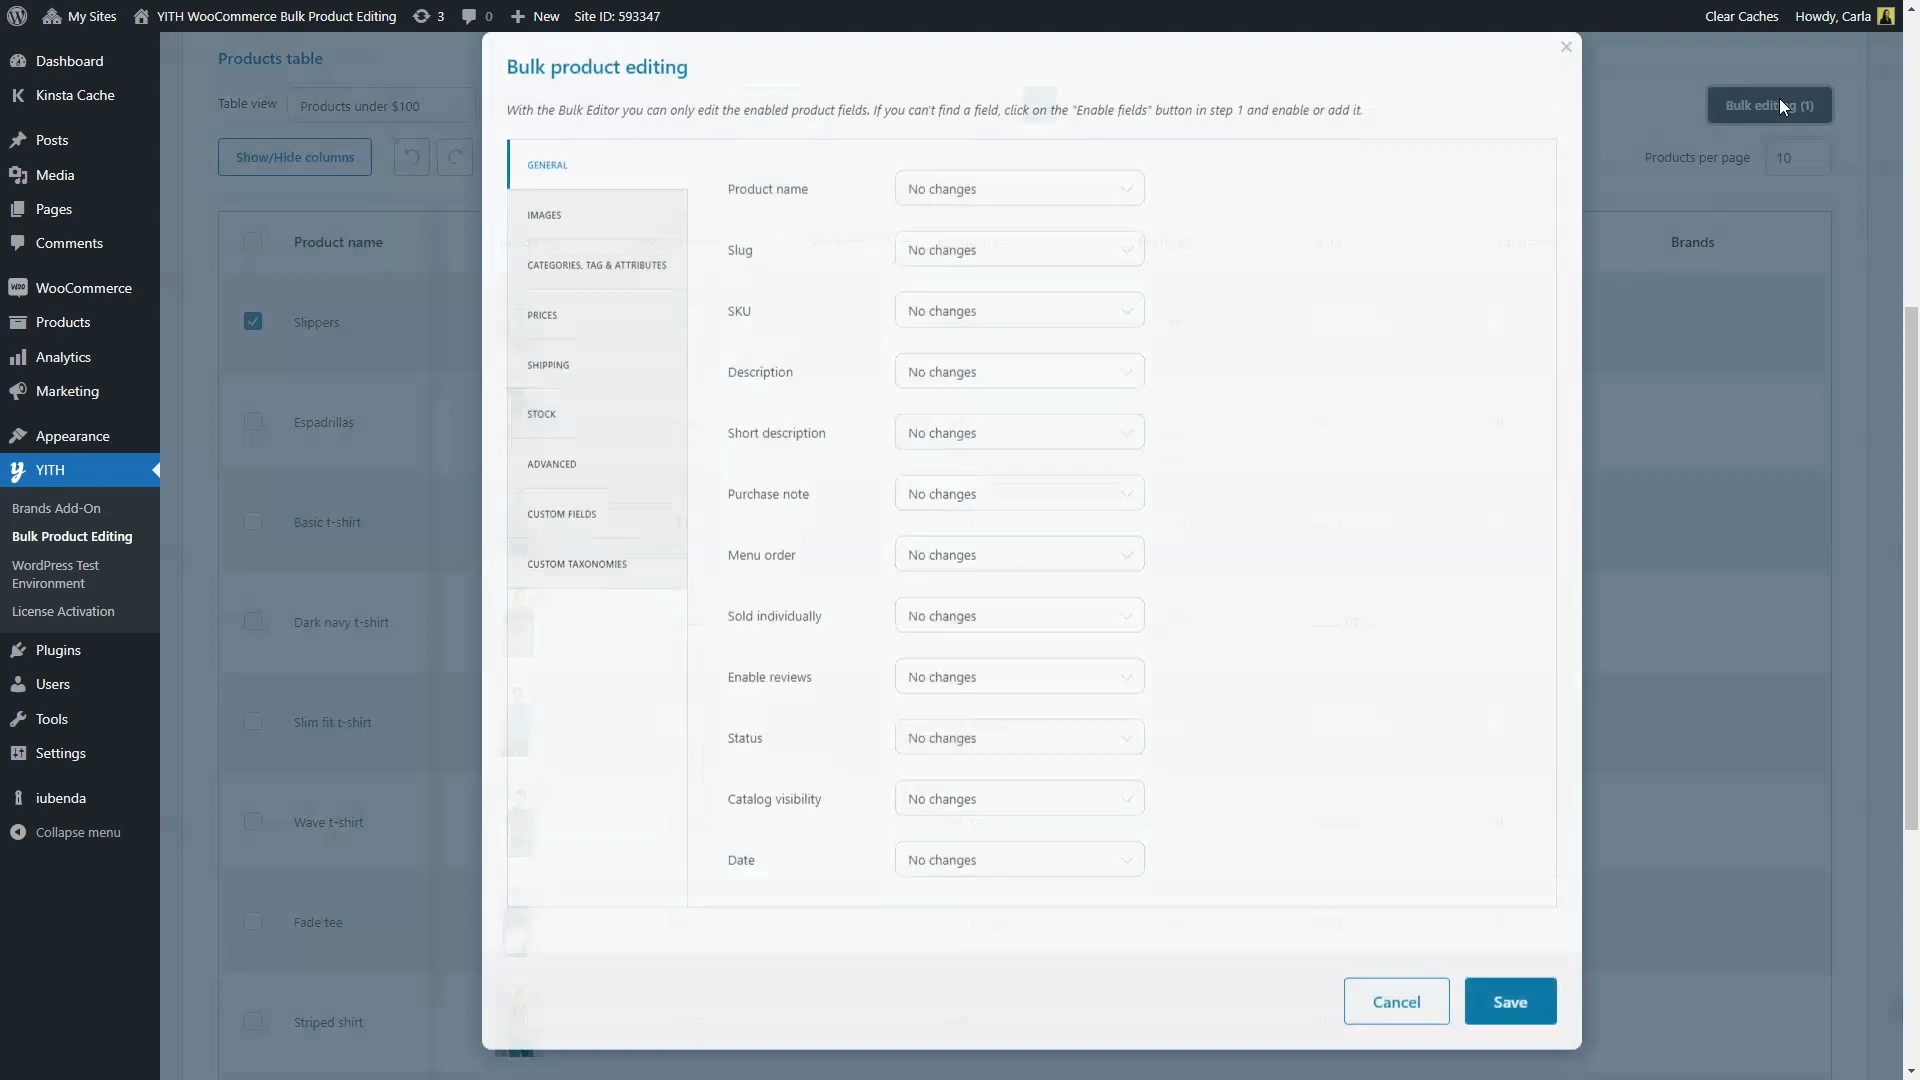 My Sites
YITH WooCommerce Bulk Product Editing
3
0
New
Site ID: 593347
Clear Caches
Howdy, Carla
Dashboard
Kinsta Cache
Posts
Media
Pages
Comments
WooCommerce
Products
Analytics
Marketing
Appearance
YITH
Brands Add-On
Bulk Product Editing
WordPress Test
Environment
License Activation
Plugins
Users
Tools
Settings
iubenda
Collapse menu
Products table
Table view
Products under $100
Show/Hide columns
Bulk editing (1)
Products per page
10
Product name
Brands
Slippers
Espadrillas
Basic t-shirt
Dark navy t-shirt
Slim fit t-shirt
Wave t-shirt
Fade tee
Striped shirt
Bulk product editing
With the Bulk Editor you can only edit the enabled product fields. If you can't find a field, click on the "Enable fields" button in step 1 and enable or add it.
GENERAL
IMAGES
CATEGORIES, TAG & ATTRIBUTES
PRICES
SHIPPING
STOCK
ADVANCED
CUSTOM FIELDS
CUSTOM TAXONOMIES
Product name No changes
Slug No changes
SKU No changes
Description No changes
Short description No changes
Purchase note No changes
Menu order No changes
Sold individually No changes
Enable reviews No changes
Status No changes
Catalog visibility No changes
Date No changes
Cancel
Save